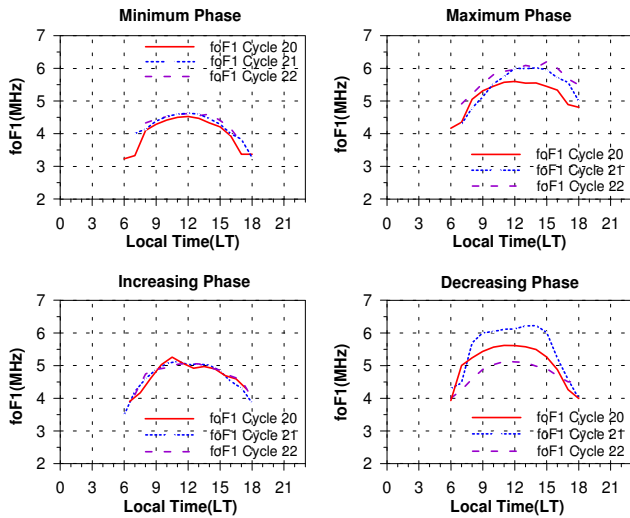 Minimum Phase
foF1(MHz)
7
6
5
4
3
2
foF1 Cycle 20
foF1 Cycle 21
foF1 Cycle 22
0 3 6 9 12 15 18 21
Local Time(LT)
Maximum Phase
foF1(MHz)
7
6
5
4
3
2
foF1 Cycle 20
foF1 Cycle 21
foF1 Cycle 22
0 3 6 9 12 15 18 21
Local Time(LT)
Increasing Phase
foF1(MHz)
7
6
5
4
3
2
foF1 Cycle 20
foF1 Cycle 21
foF1 Cycle 22
0 3 6 9 12 15 18 21
Local Time(LT)
Decreasing Phase
foF1(MHz)
7
6
5
4
3
2
foF1 Cycle 20
foF1 Cycle 21
foF1 Cycle 22
0 3 6 9 12 15 18 21
Local Time(LT)